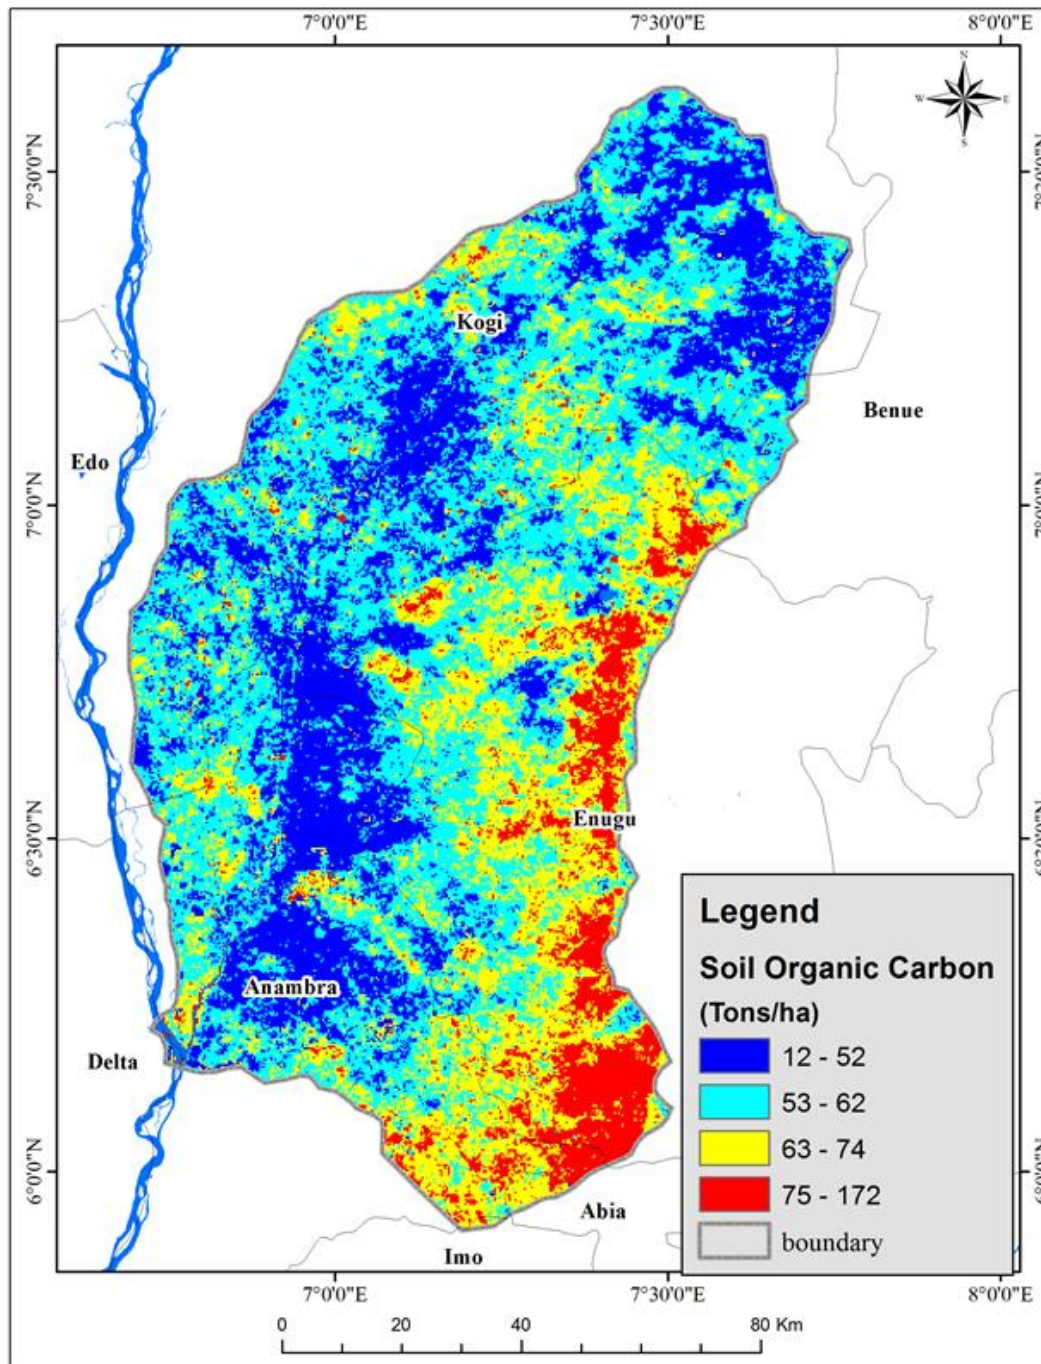 7°0'0"E 7°30'0"E 8°0'0"E
N
W E
S
7°30'0"N
Kogi
Benue
Edo
7°0'0"N
Enugu
6°30'0"N
Anambra
Delta
6°0'0"N
Abia
Imo
Legend
Soil Organic Carbon
(Tons/ha)
12 - 52
53 - 62
63 - 74
75 - 172
boundary
7°0'0"E 7°30'0"E 8°0'0"E
0 20 40 80 Km